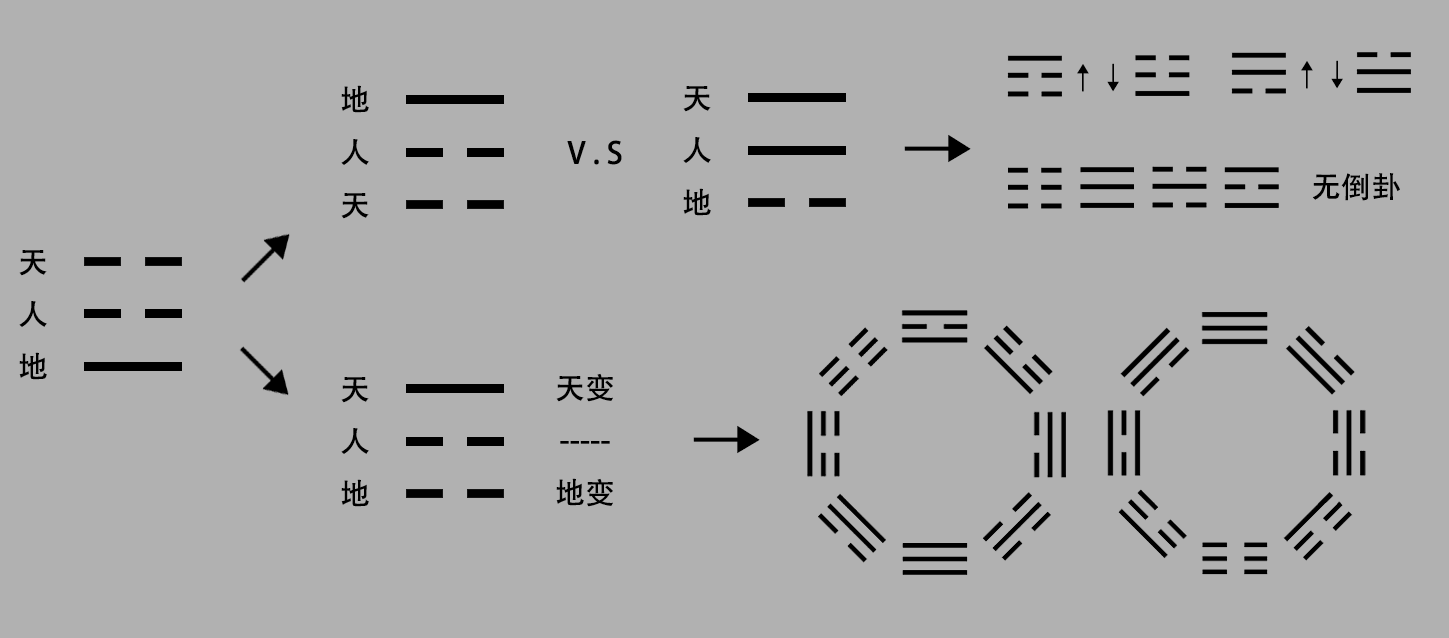 天
人
地
地
人
天
V.S
天
人
地
无倒卦
天 天变
人 -----
地 地变